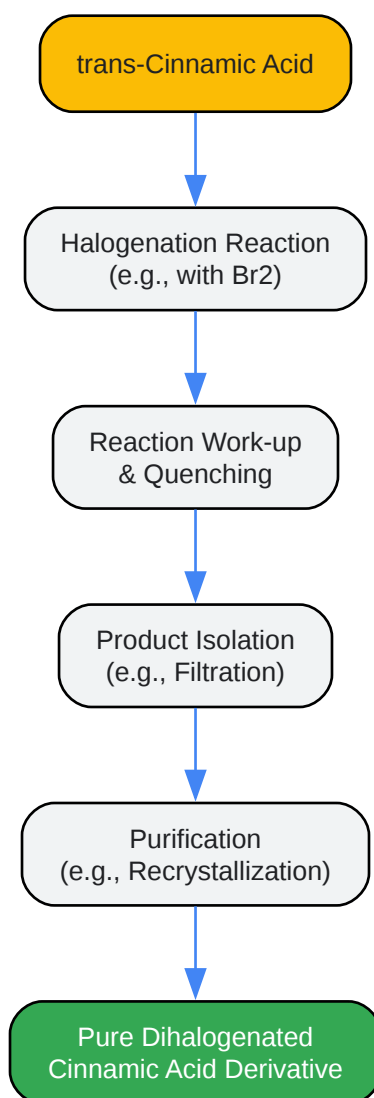 trans-Cinnamic Acid
Halogenation Reaction
(e.g., with Br2)
Reaction Work-up
& Quenching
Product Isolation
(e.g., Filtration)
Purification
(e.g., Recrystallization)
Pure Dihalogenated
Cinnamic Acid Derivative